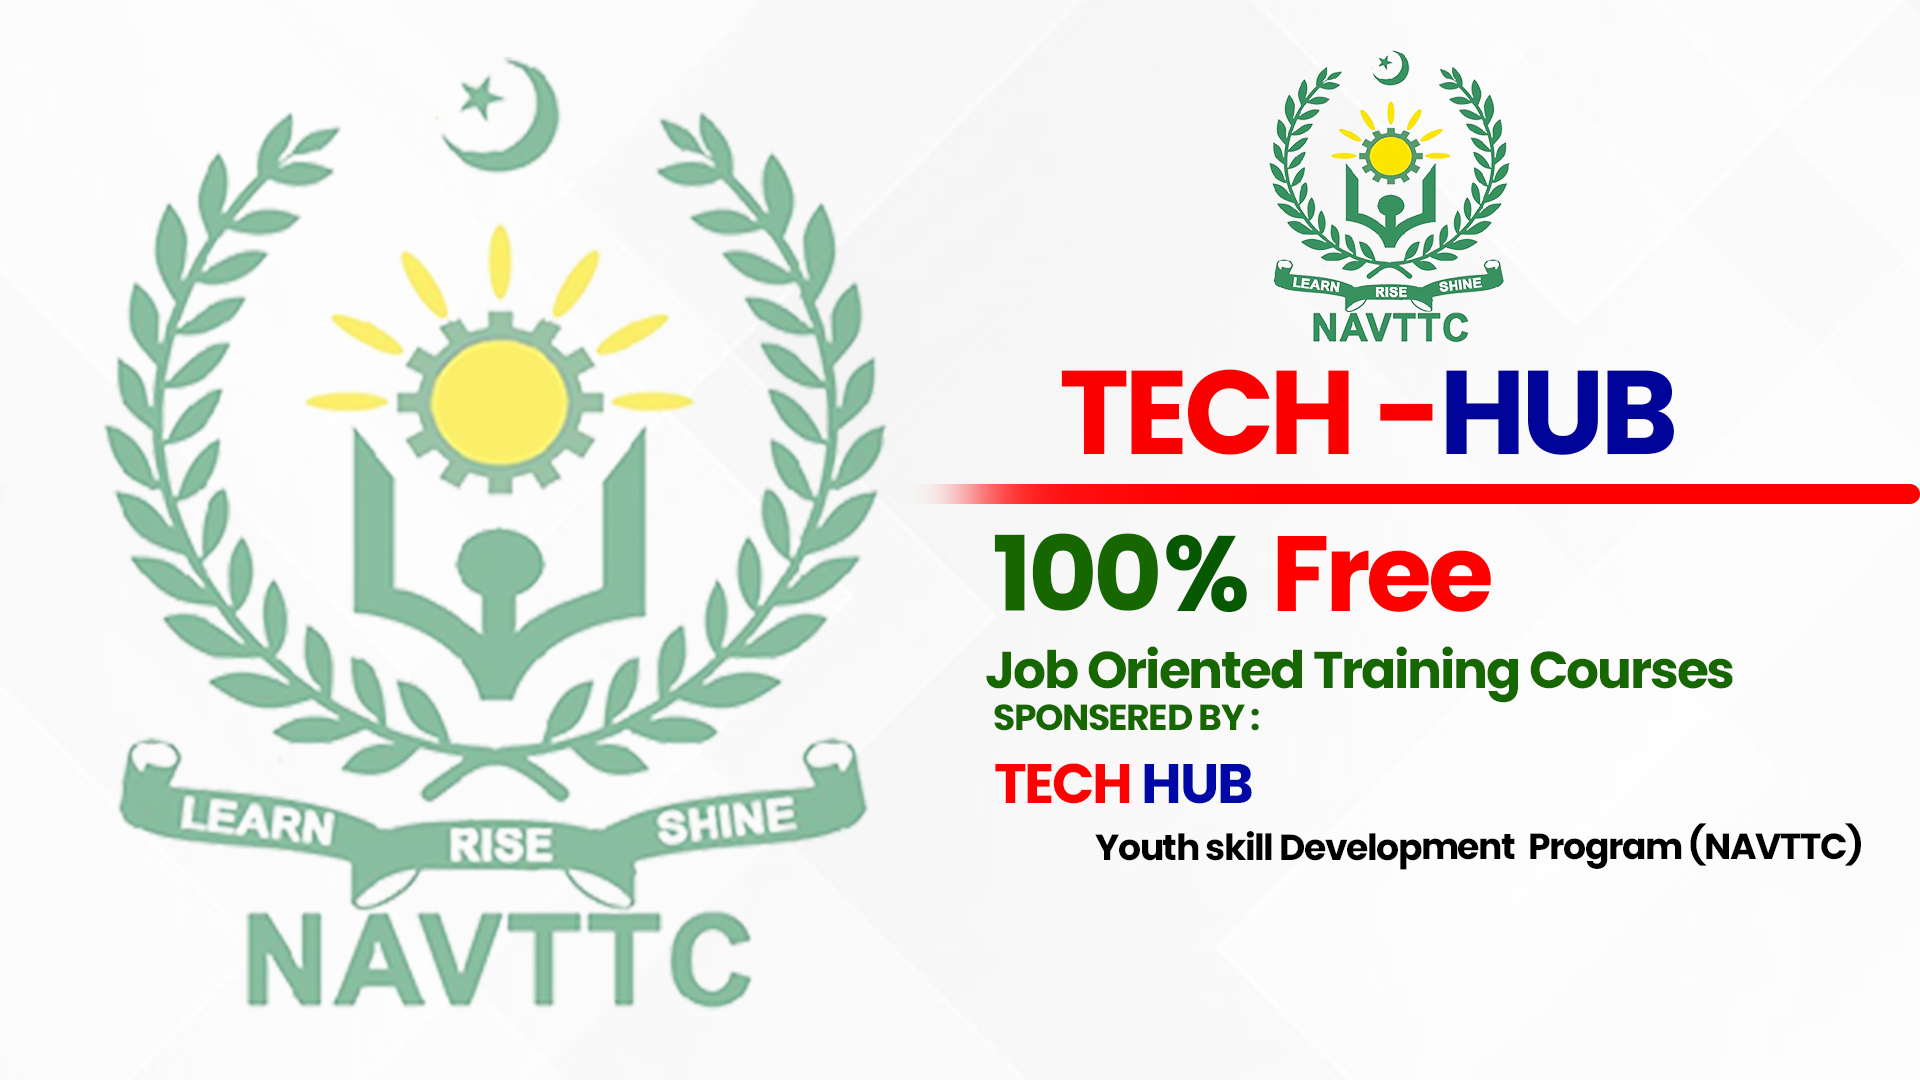 LEARN RISE SHINE
NAVTTC
LEARN RISE SHINE
NAVTTC
TECH -HUB
100% Free
Job Oriented Training Courses
SPONSERED BY :
TECH HUB
Youth skill Development Program (NAVTTC)